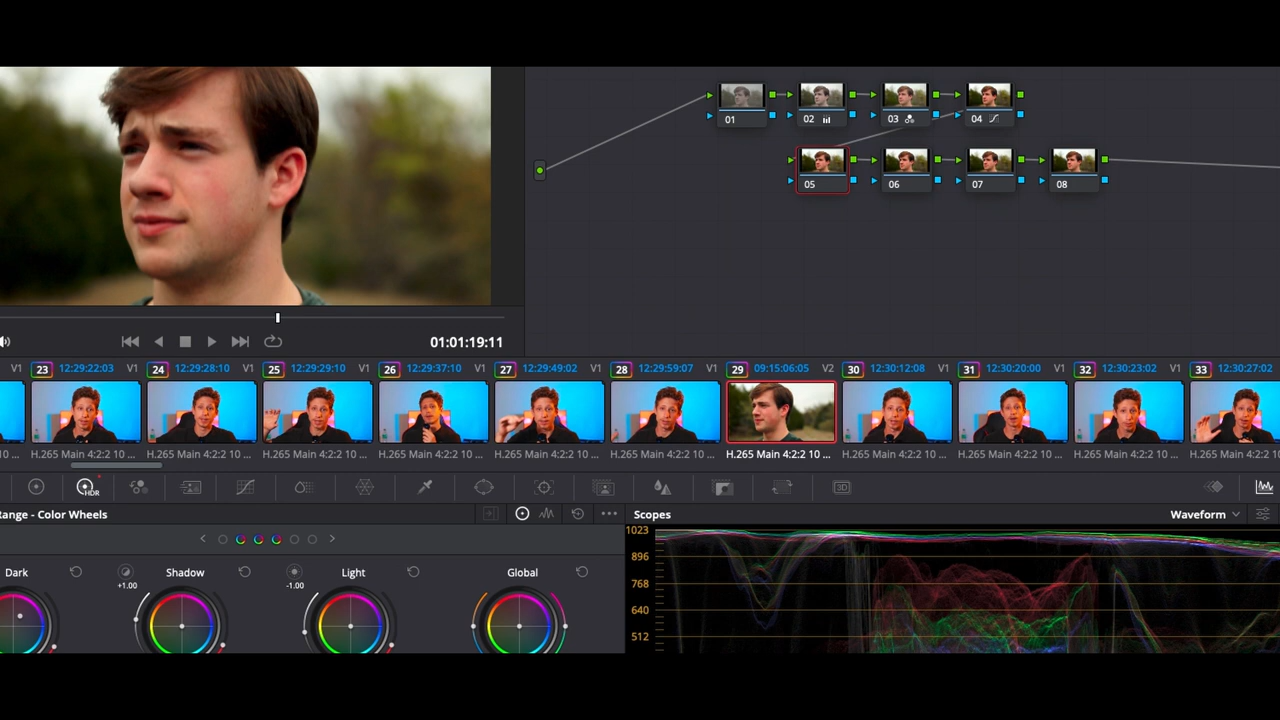 01
02
03
04
05
06
07
08
01:01:19:11
V1
23 12:29:22:03 V1
24 12:28:28:10 V1
25 12:29:29:10 V1
26 12:29:37:10 V1
27 12:29:49:02 V1
28 12:29:59:07 V1
29 09:15:06:05 V2
30 12:30:12:08 V1
31 12:30:20:00 V1
32 12:30:23:02 V1
33 12:30:27:02
10 ...
H.265 Main 4:2:2 10 ...
H.265 Main 4:2:2 10 ...
H.265 Main 4:2:2 10 ...
H.265 Main 4:2:2 10 ...
H.265 Main 4:2:2 10 ...
H.265 Main 4:2:2 10 ...
H.265 Main 4:2:2 10 ...
H.265 Main 4:2:2 10 ...
H.265 Main 4:2:2 10 ...
H.265 Main 4:2:2 10 ...
H.265 Main 4:2:2
HDR
3D
Range - Color Wheels
Scopes
Waveform
Dark
Shadow
Light
Global
+1.00
-1.00
1023
896
768
640
512